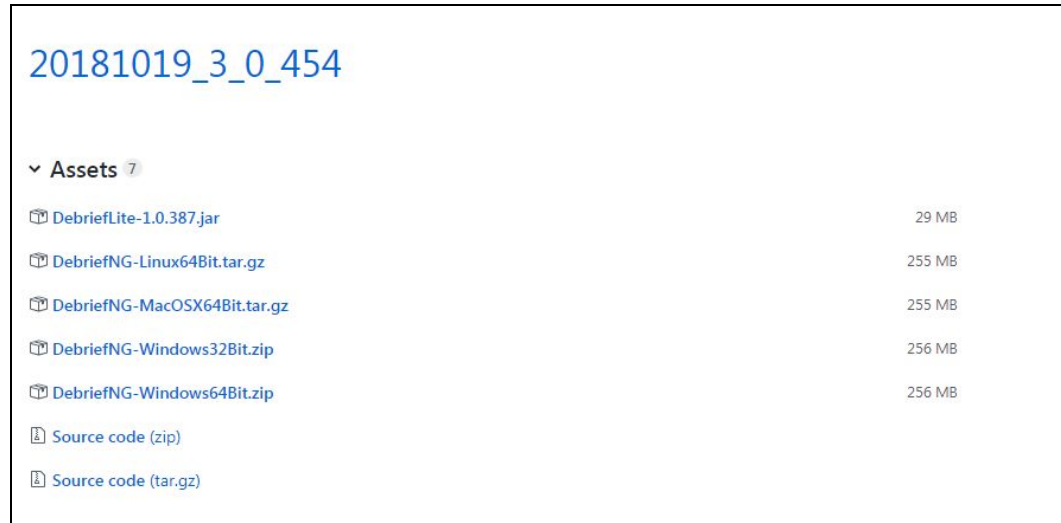 20181019_3_0_454
Assets 7
DebriefLite-1.0.387.jar 29 MB
DebriefNG-Linux64Bit.tar.gz 255 MB
DebriefNG-MacOSX64Bit.tar.gz 255 MB
DebriefNG-Windows32Bit.zip 256 MB
DebriefNG-Windows64Bit.zip 256 MB
Source code (zip)
Source code (tar.gz)